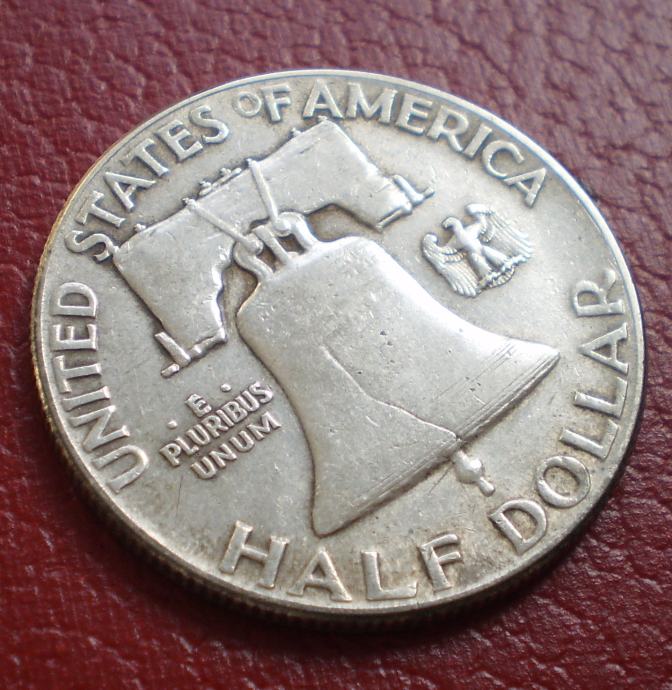 UNITED STATES OF AMERICA
· E ·
PLURIBUS
UNUM
HALF DOLLAR